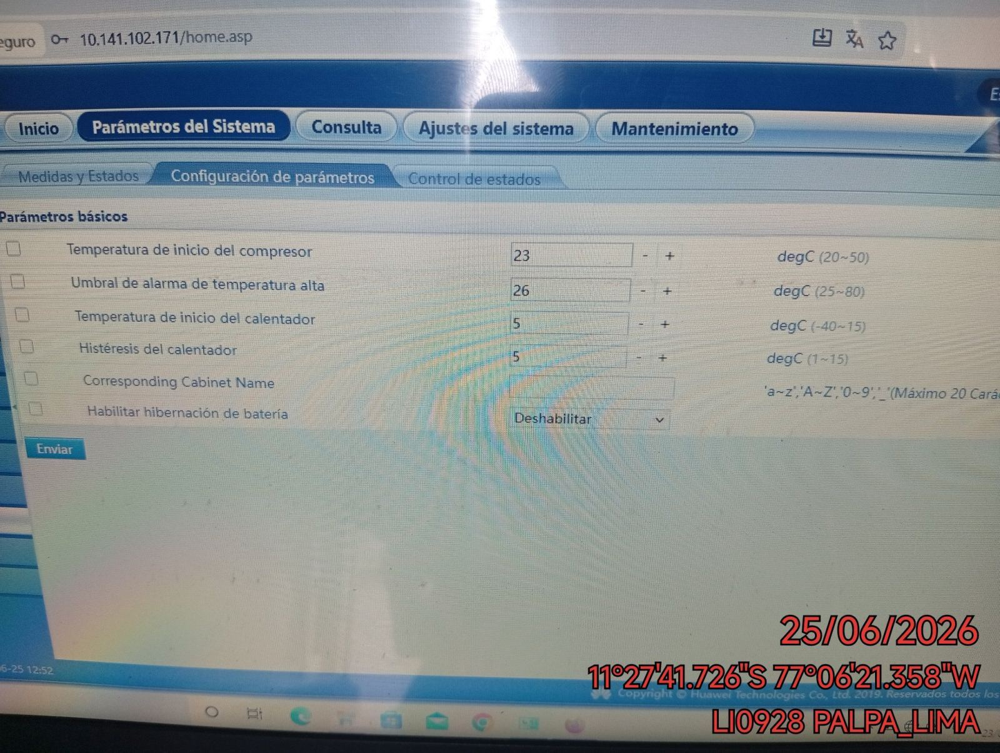 eguro 10.141.102.171/home.asp
Inicio Parámetros del Sistema Consulta Ajustes del sistema Mantenimiento
Medidas y Estados Configuración de parámetros Control de estados
Parámetros básicos
Temperatura de inicio del compresor 23 - + degC (20~50)
Umbral de alarma de temperatura alta 26 - + degC (25~80)
Temperatura de inicio del calentador 5 - + degC (-40~15)
Histéresis del calentador 5 - + degC (1~15)
Corresponding Cabinet Name 'a~z','A~Z','0~9','_'(Máximo 20 Cará
Habilitar hibernación de batería Deshabilitar
Enviar
25/06/2026
6-25 12:52
11°27'41.726"S 77°06'21.358"W
Copyright © Huawei Technologies Co., Ltd. 2019. Reservados todos los
LI0928 PALPA_LIMA